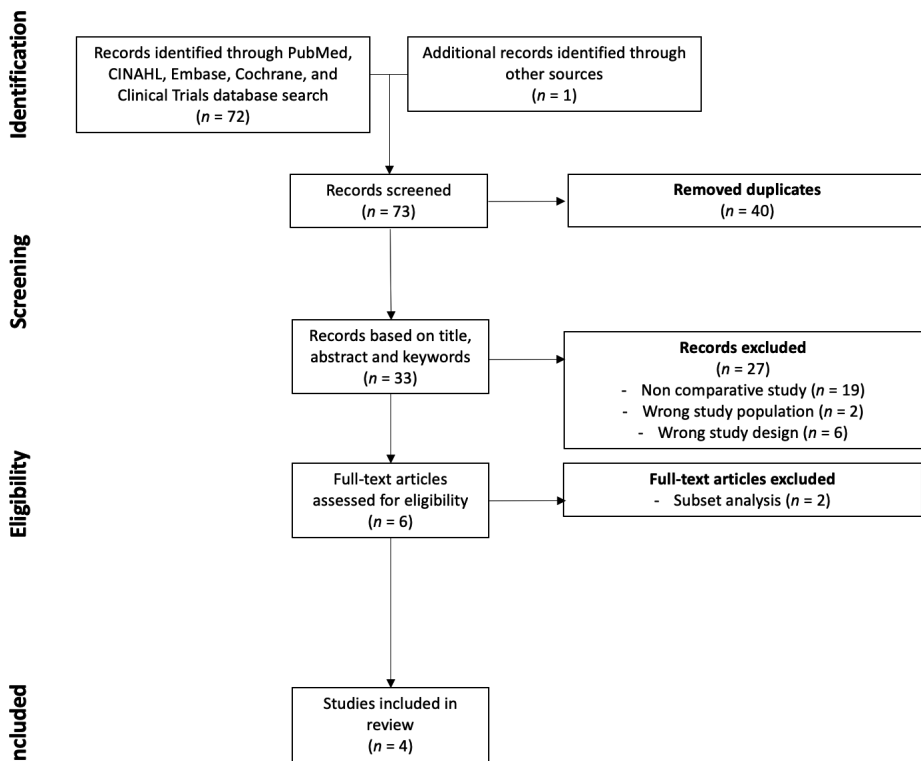 Identification
Records identified through PubMed,
CINAHL, Embase, Cochrane, and
Clinical Trials database search
(n = 72)
Additional records identified through
other sources
(n = 1)
Screening
Records screened
(n = 73)
Removed duplicates
(n = 40)
Records based on title,
abstract and keywords
(n = 33)
Records excluded
(n = 27)
- Non comparative study (n = 19)
- Wrong study population (n = 2)
- Wrong study design (n = 6)
Eligibility
Full-text articles
assessed for eligibility
(n = 6)
Full-text articles excluded
- Subset analysis (n = 2)
ncluded
Studies included in
review
(n = 4)